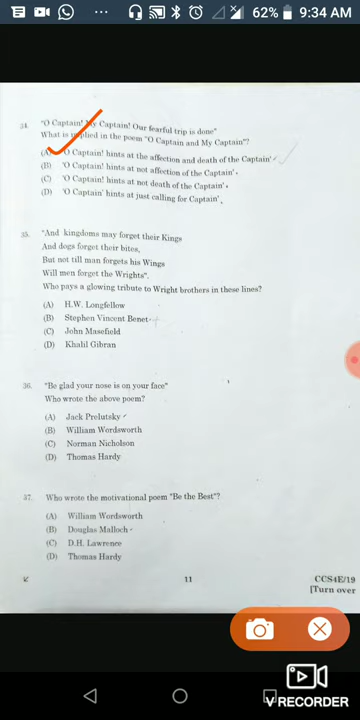 62% 9:34 AM
34. "O Captain! My Captain! Our fearful trip is done"
What is implied in the poem "O Captain and My Captain"?
(A) 'O Captain! hints at the affection and death of the Captain'
(B) 'O Captain! hints at not affection of the Captain'.
(C) 'O Captain! hints at not death of the Captain'.
(D) 'O Captain' hints at just calling for Captain'.
35. "And kingdoms may forget their Kings
And dogs forget their bites,
But not till man forgets his Wings
Will men forget the Wrights".
Who pays a glowing tribute to Wright brothers in these lines?
(A) H.W. Longfellow
(B) Stephen Vincent Benet
(C) John Masefield
(D) Khalil Gibran
36. "Be glad your nose is on your face"
Who wrote the above poem?
(A) Jack Prelutsky
(B) William Wordsworth
(C) Norman Nicholson
(D) Thomas Hardy
37. Who wrote the motivational poem "Be the Best"?
(A) William Wordsworth
(B) Douglas Malloch
(C) D.H. Lawrence
(D) Thomas Hardy
11 CCS4E/19
[Turn over
V RECORDER